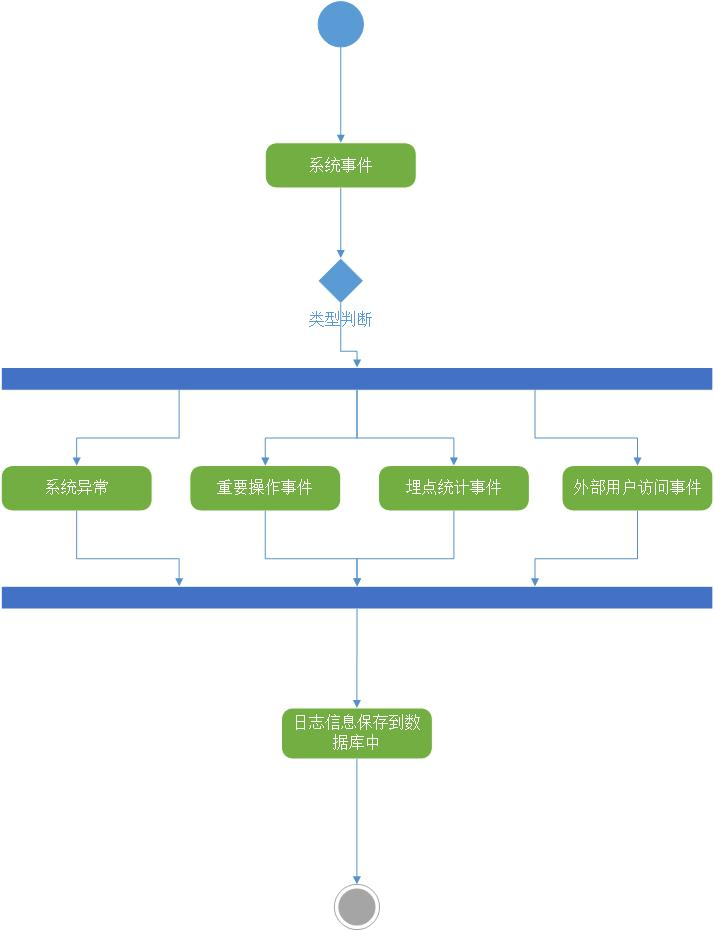 系统事件
类型判断
系统异常
重要操作事件
埋点统计事件
外部用户访问事件
日志信息保存到数
据库中